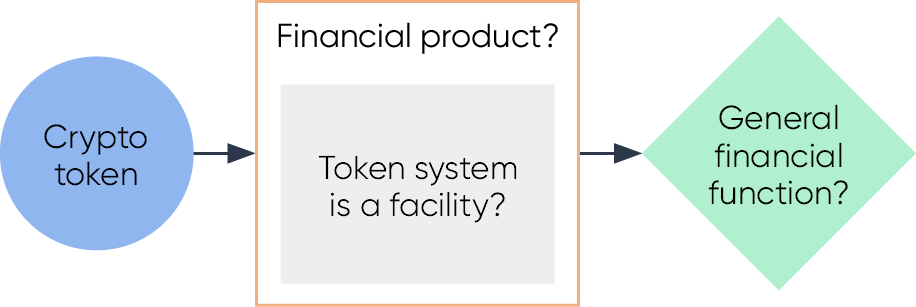 Crypto
token
Financial product?
Token system
is a facility?
General
financial
function?